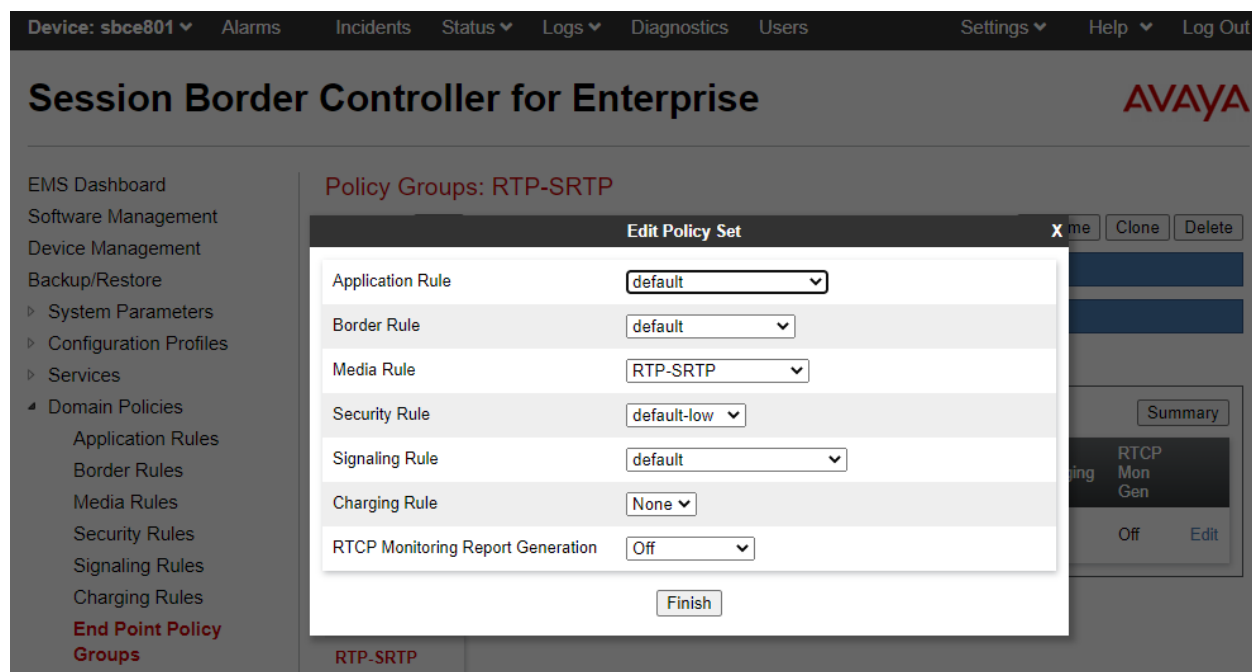 Device: sbce801 Alarms Incidents Status Logs Diagnostics Users Settings Help Log Out
Session Border Controller for Enterprise AVAYA
EMS Dashboard
Software Management
Device Management
Backup/Restore
System Parameters
Configuration Profiles
Services
Domain Policies
Application Rules
Border Rules
Media Rules
Security Rules
Signaling Rules
Charging Rules
End Point Policy
Groups
Policy Groups: RTP-SRTP
Clone Delete
Edit Policy Set X
Application Rule default
Border Rule default
Media Rule RTP-SRTP
Security Rule default-low
Signaling Rule default
Charging Rule None
RTCP Monitoring Report Generation Off
Finish
Summary
RTCP
Mon
Gen
Off Edit
RTP-SRTP